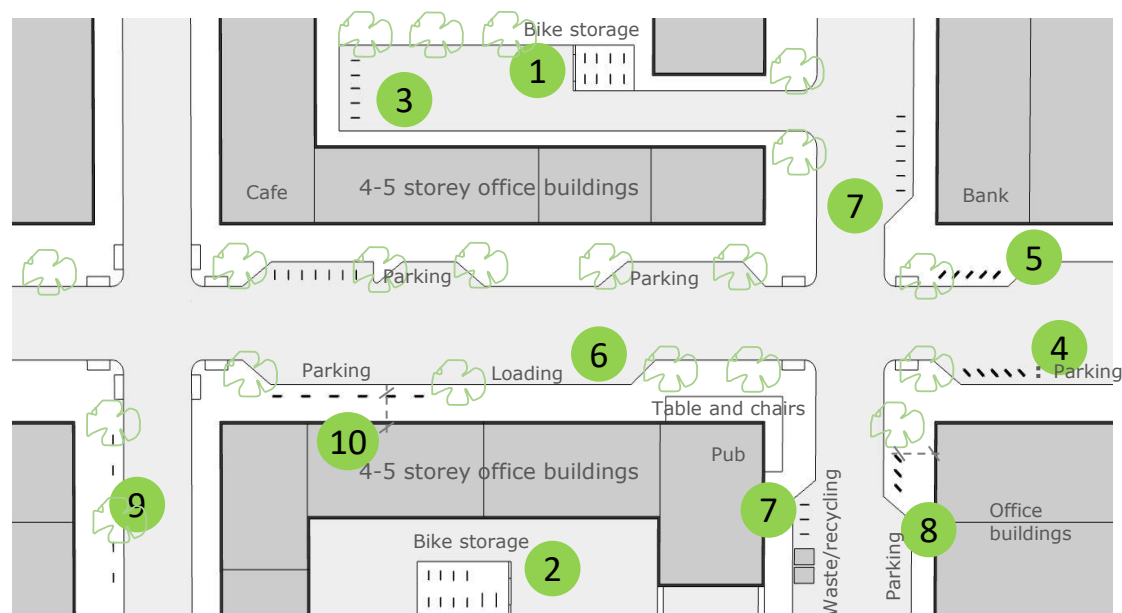 Bike storage
1
3
Cafe
4-5 storey office buildings
7
Bank
5
Parking
Parking
6
4
Parking
Loading
Parking
Table and chairs
10
4-5 storey office buildings
Pub
9
7
8
Office
buildings
Waste/recycling
Parking
Bike storage
2